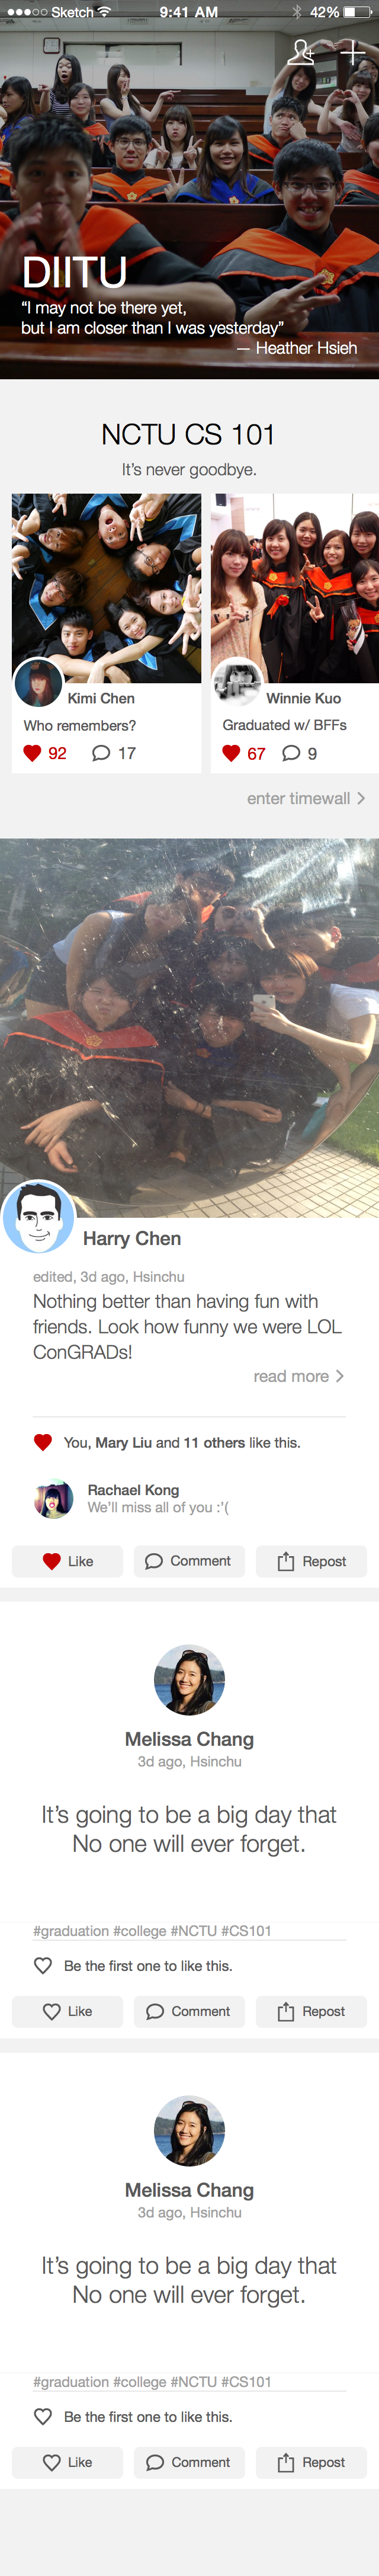 Sketch 9:41 AM 42%
DIITU
“I may not be there yet,
but I am closer than I was yesterday”
— Heather Hsieh
NCTU CS 101
It’s never goodbye.
Kimi Chen
Who remembers?
92 17
Winnie Kuo
Graduated w/ BFFs
67 9
enter timewall
Harry Chen
edited, 3d ago, Hsinchu
Nothing better than having fun with
friends. Look how funny we were LOL
ConGRADs!
read more
You, Mary Liu and 11 others like this.
Rachael Kong
We’ll miss all of you :’(
Like Comment Repost
Melissa Chang
3d ago, Hsinchu
It’s going to be a big day that
No one will ever forget.
#graduation #college #NCTU #CS101
Be the first one to like this.
Like Comment Repost
Melissa Chang
3d ago, Hsinchu
It’s going to be a big day that
No one will ever forget.
#graduation #college #NCTU #CS101
Be the first one to like this.
Like Comment Repost